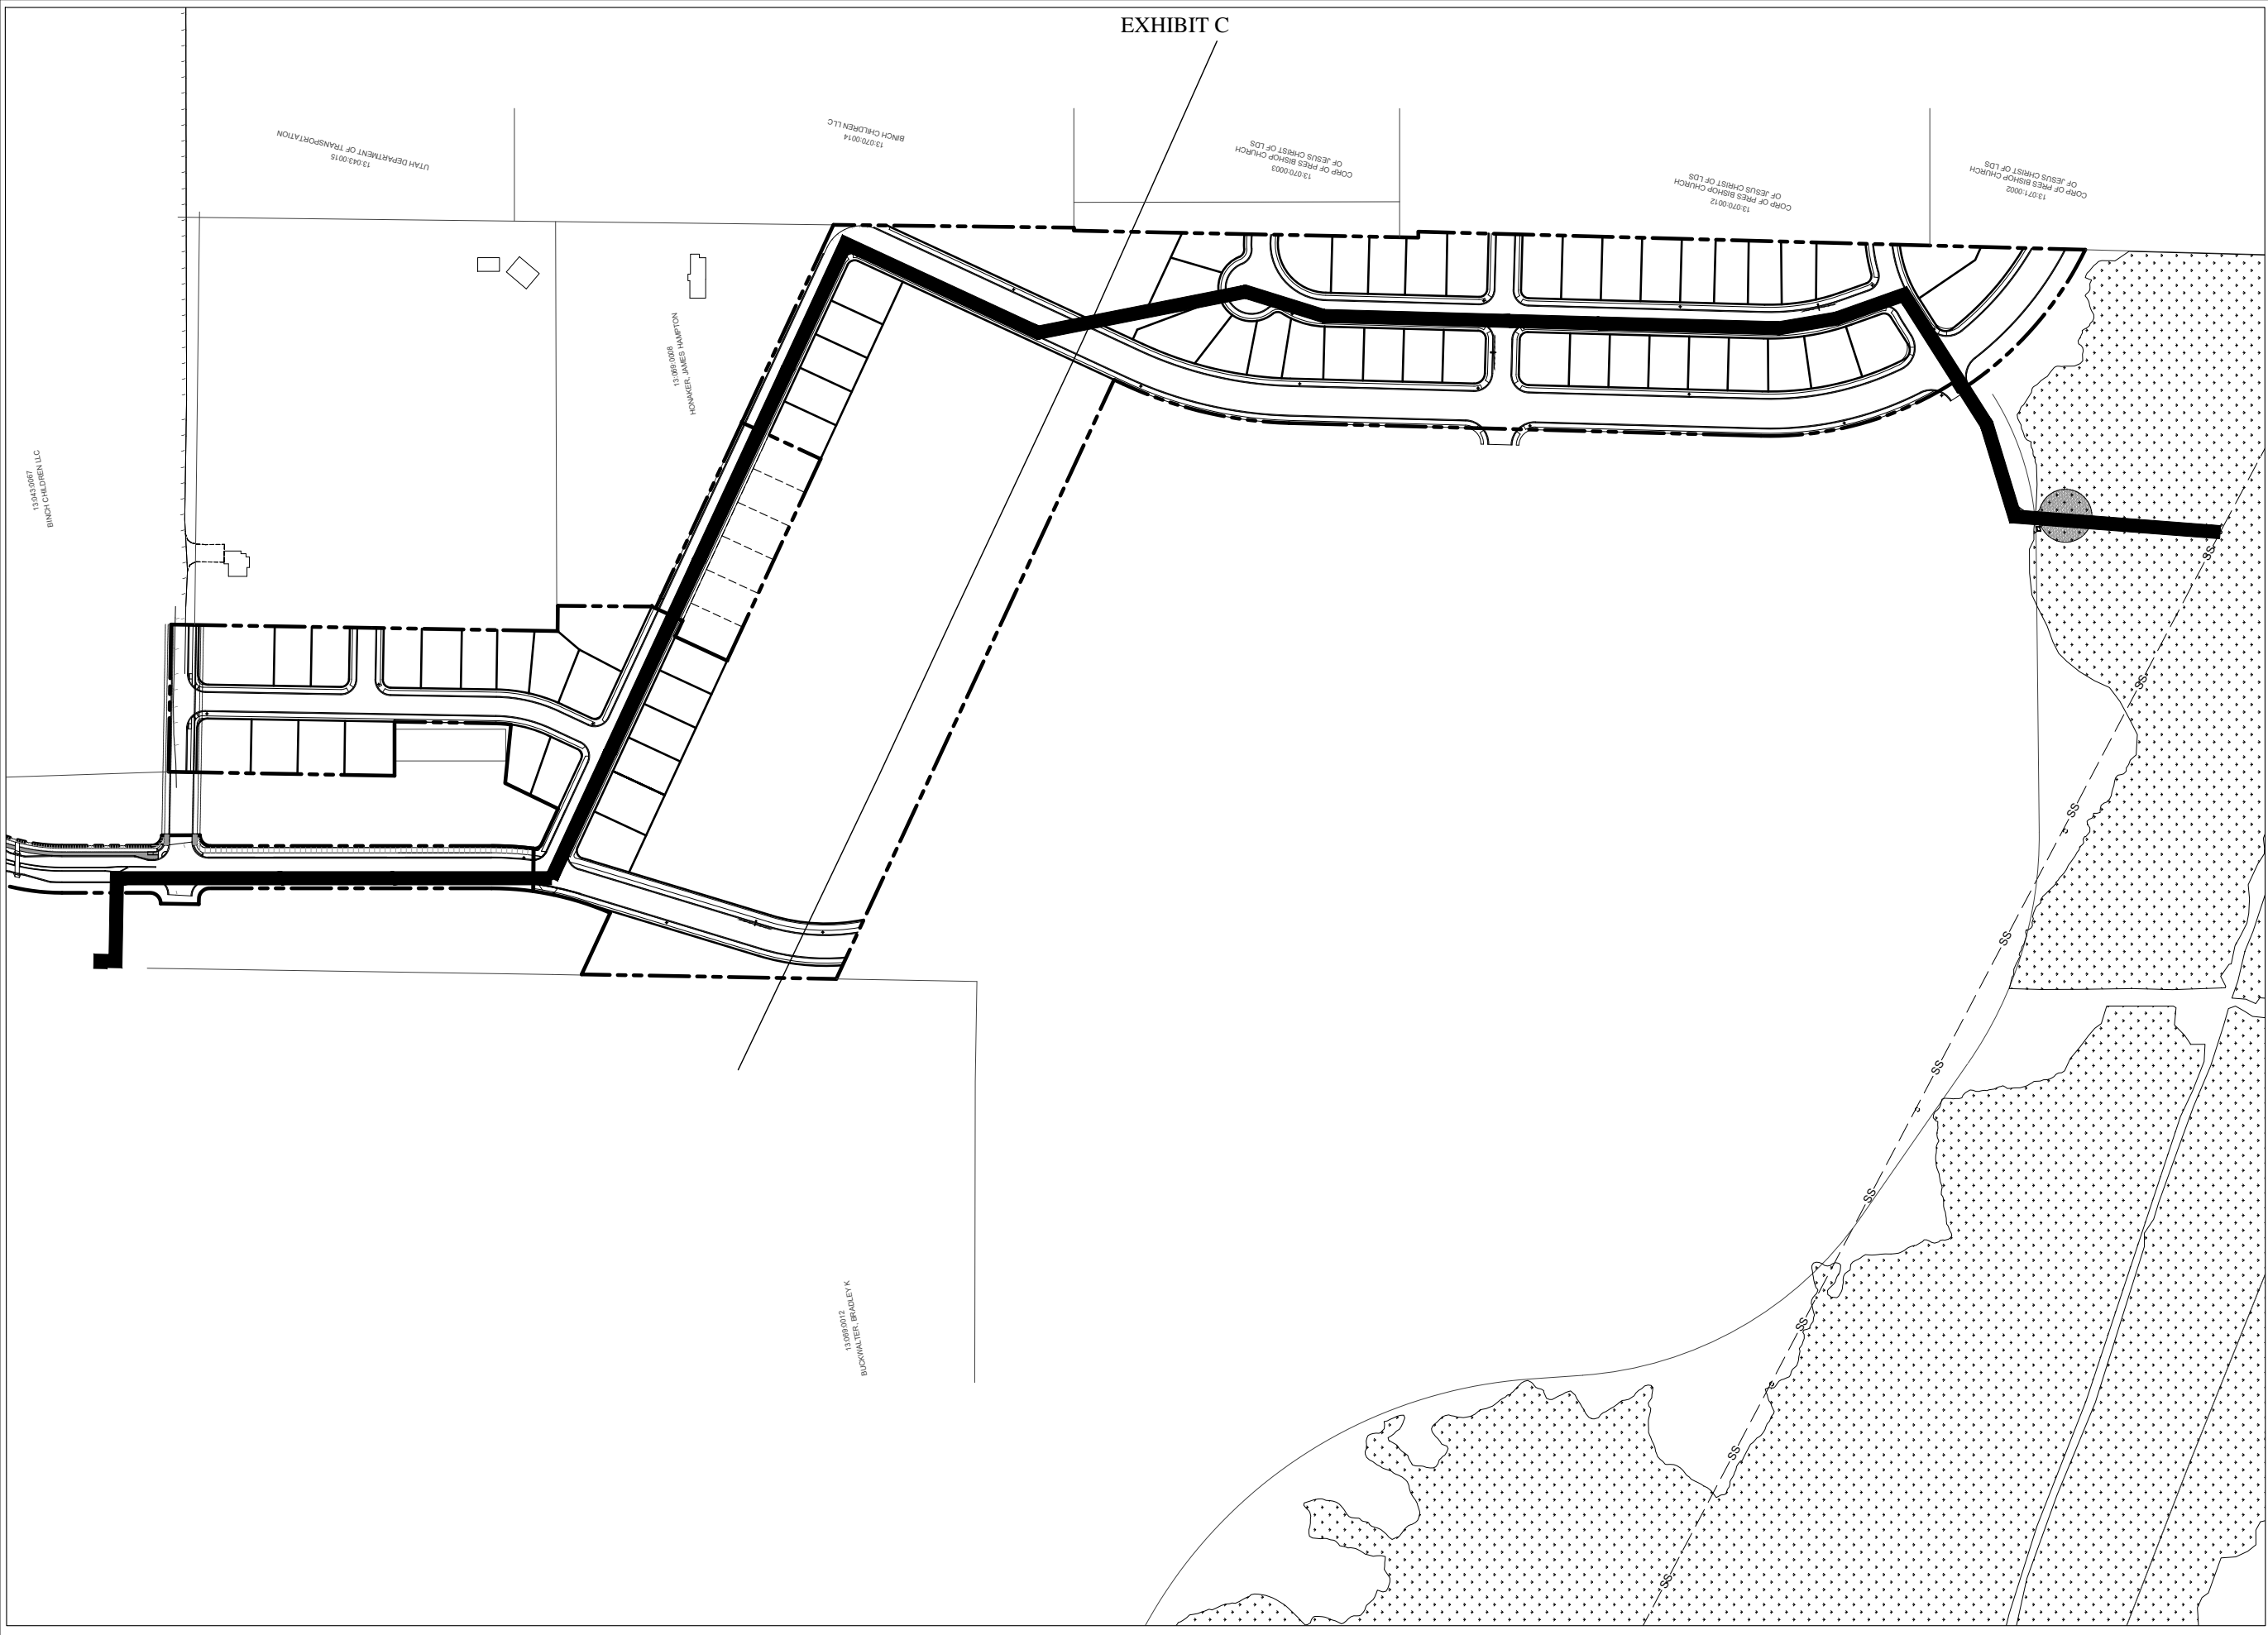 EXHIBIT C
UTAH DEPARTMENT OF TRANSPORTATION
13:043:0015
BINCH CHILDREN LLC
13:070:0014
CORP OF PRES BISHOP CHURCH
OF JESUS CHRIST OF LDS
13:070:0003
CORP OF PRES BISHOP CHURCH
OF JESUS CHRIST OF LDS
13:070:0012
CORP OF PRES BISHOP CHURCH
OF JESUS CHRIST OF LDS
13:071:0002
13:069:0008
HONAKER, JAMES HAMPTON
13:043:0067
BINCH CHILDREN LLC
13:069:0012
BUCKWALTER, BRADLEY K
SS
SS
SS
SS
SS
SS
SS
SS
SS